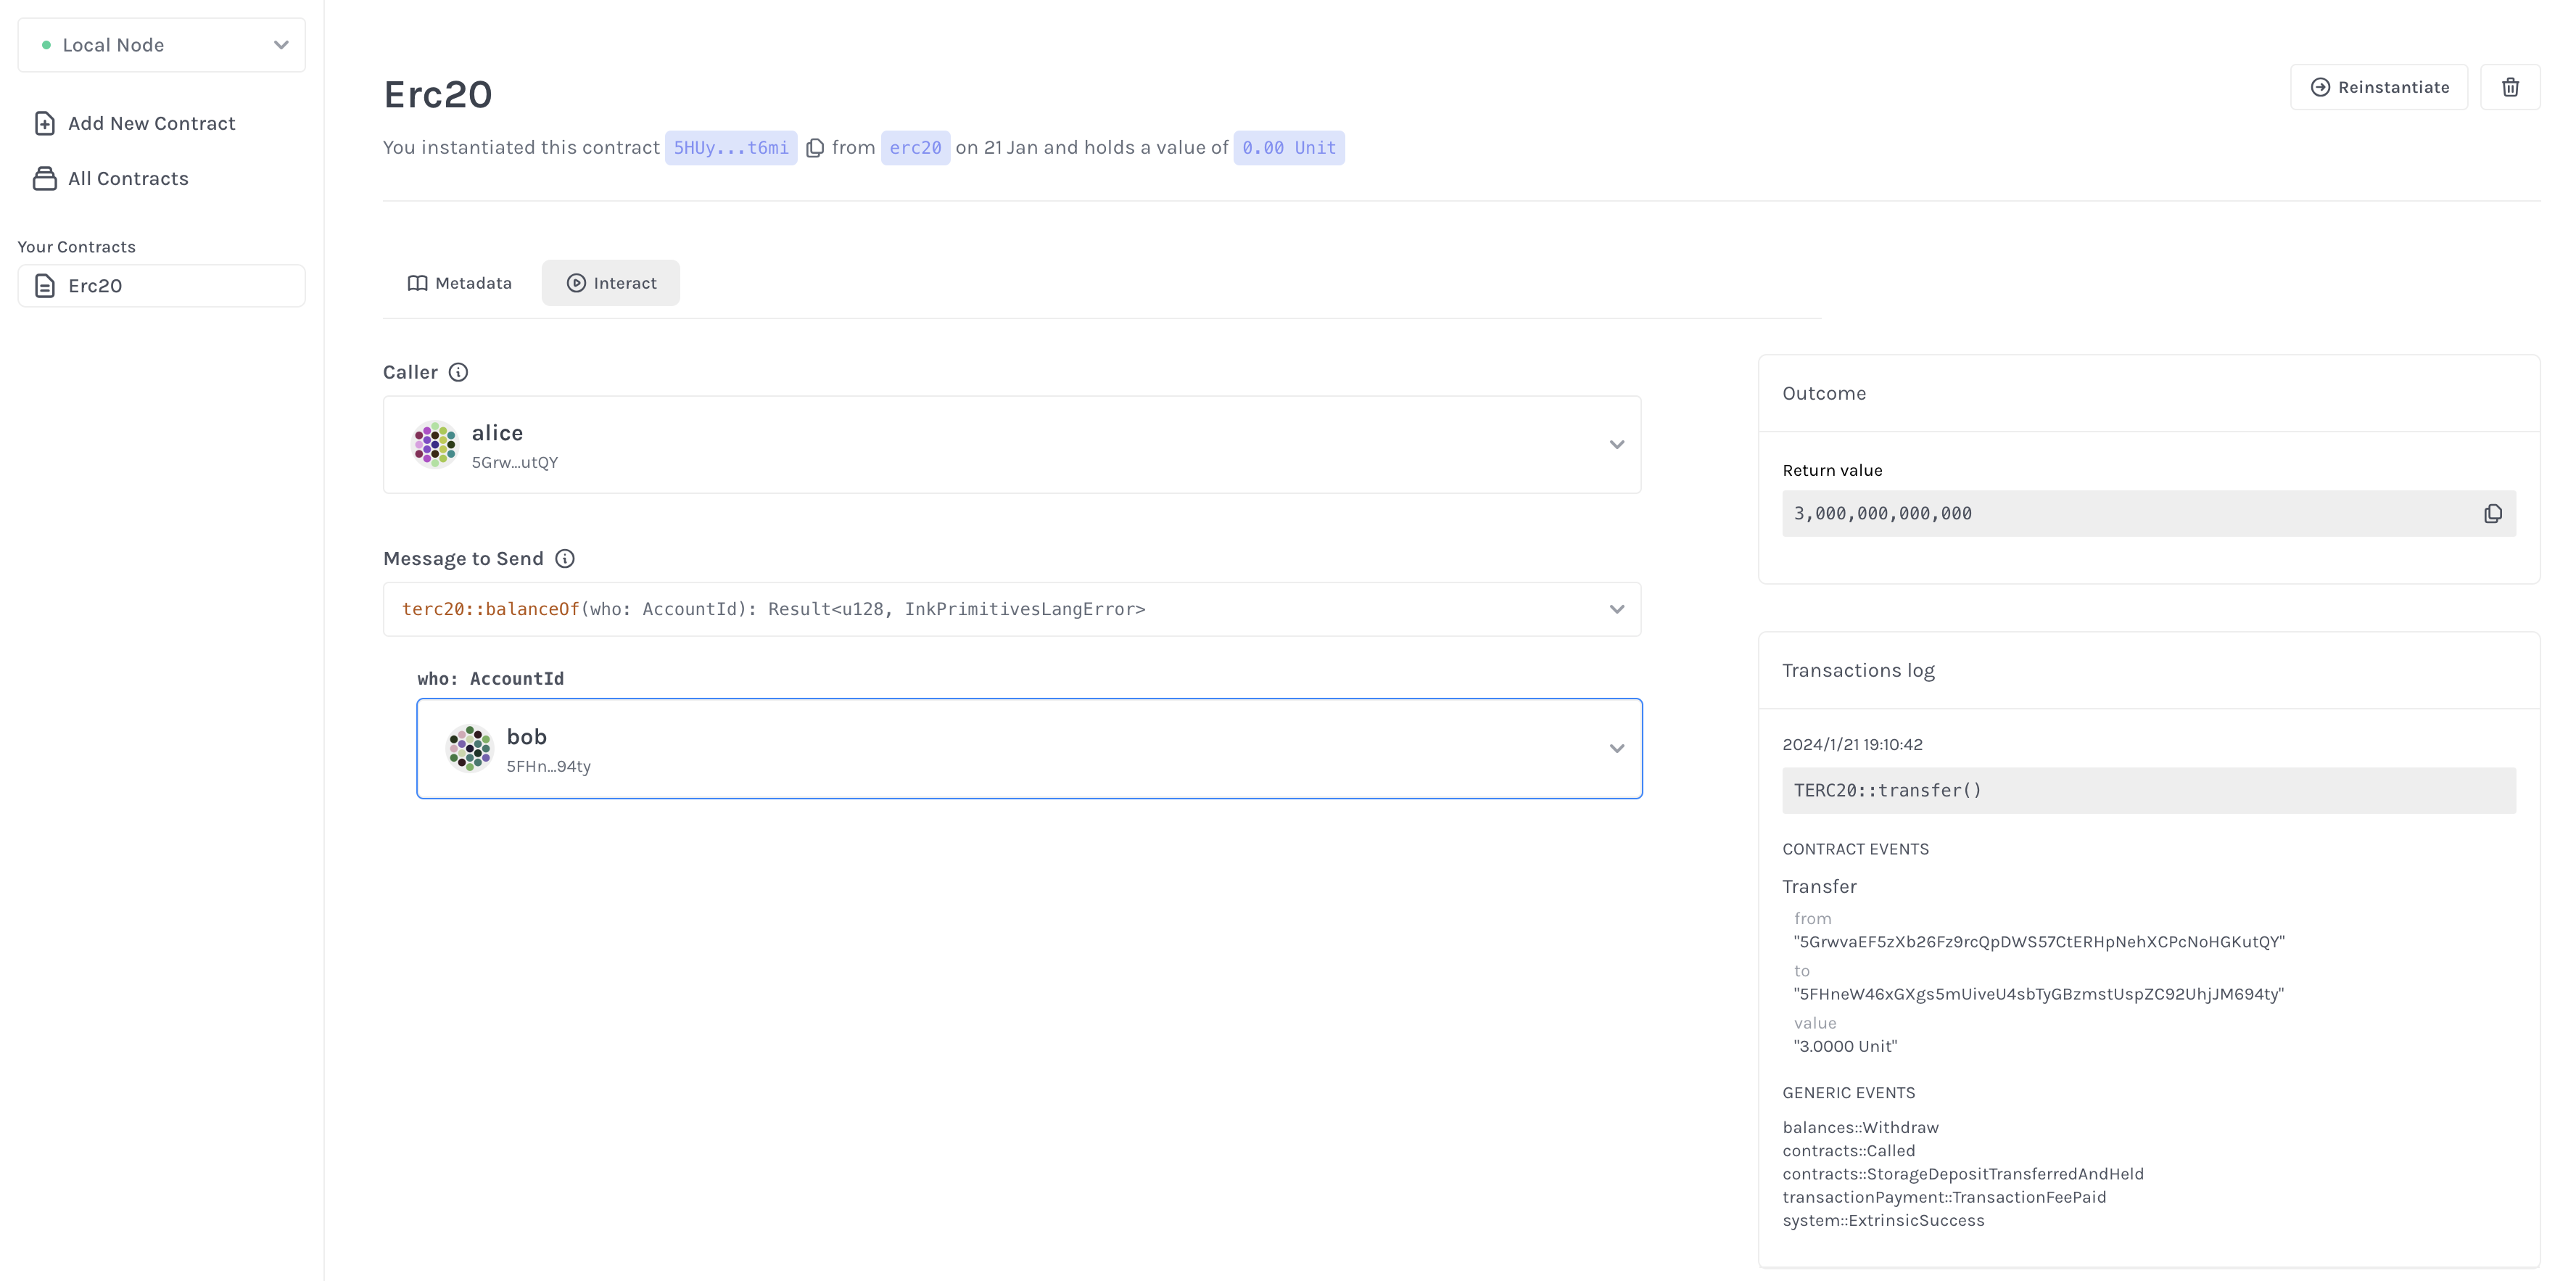 Local Node
Add New Contract
All Contracts
Your Contracts
Erc20
Erc20
You instantiated this contract 5HUy...t6mi from erc20 on 21 Jan and holds a value of 0.00 Unit
Reinstantiate
Metadata
Interact
Caller
alice
5Grw...utQY
Message to Send
terc20::balanceOf(who: AccountId): Result<u128, InkPrimitivesLangError>
who: AccountId
bob
5FHn...94ty
Outcome
Return value
3,000,000,000,000
Transactions log
2024/1/21 19:10:42
TERC20::transfer()
CONTRACT EVENTS
Transfer
from
"5GrwvaEF5zXb26Fz9rcQpDWS57CtERHpNehXCPcNoHGKutQY"
to
"5FHneW46xGXgs5mUiveU4sbTyGBzmstUspZC92UhjJM694ty"
value
"3.0000 Unit"
GENERIC EVENTS
balances::Withdraw
contracts::Called
contracts::StorageDepositTransferredAndHeld
transactionPayment::TransactionFeePaid
system::ExtrinsicSuccess